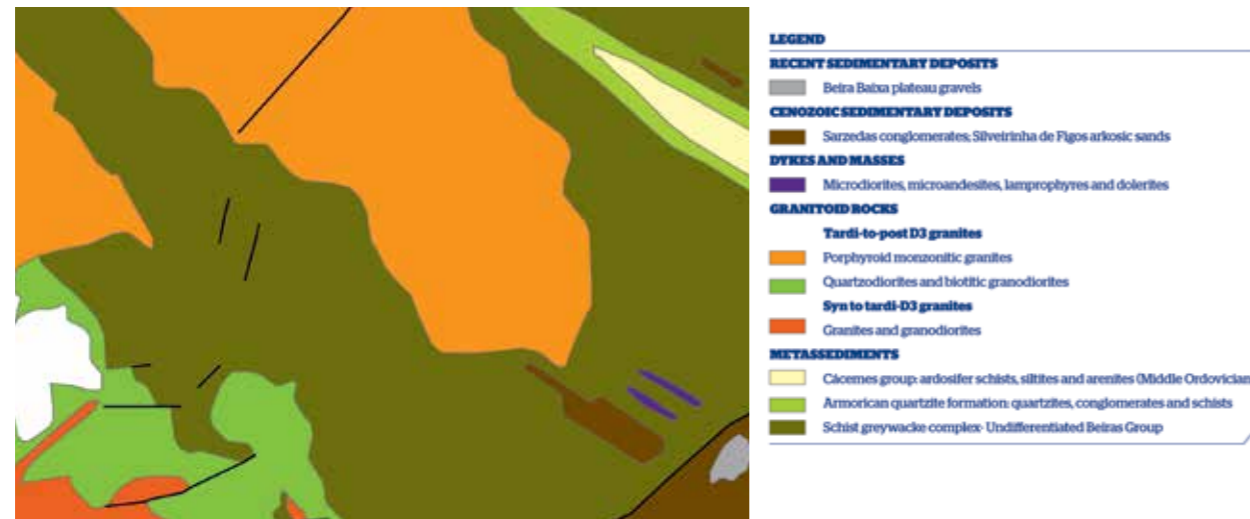 LEGEND
RECENT SEDIMENTARY DEPOSITS
Beira Baixa plateau gravels
CENOZOIC SEDIMENTARY DEPOSITS
Sarzedas conglomerates; Silveirinha de Figos arkosic sands
DYKES AND MASSES
Microdiorites, microandesites, lamprophyres and dolerites
GRANITOID ROCKS
Tardi-to-post D3 granites
Porphyroid monzonitic granites
Quartzodiorites and biotitic granodiorites
Syn to tardi-D3 granites
Granites and granodiorites
METASSEDIMENTS
Cácemes group: ardosifer schists, siltites and arenites (Middle Ordovician
Armorican quartzite formation: quartzites, conglomerates and schists
Schist greywacke complex- Undifferentiated Beiras Group